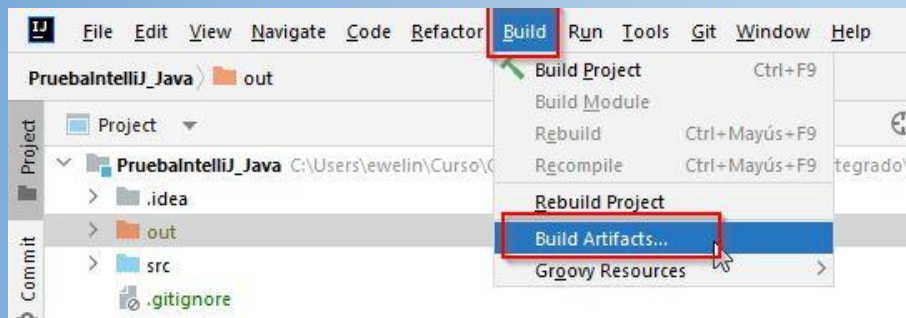 IJ File Edit View Navigate Code Refactor Build Run Tools Git Window Help
PruebaIntelliJ_Java out
Build Project Ctrl+F9
Build Module
Project
Rebuild Ctrl+Mayús+F9
PruebaIntelliJ_Java C:\Users\ewelin\Curso\
Recompile Ctrl+Mayús+F9
.idea
Rebuild Project
out
Build Artifacts...
src
Groovy Resources
.gitignore
Project
Commit